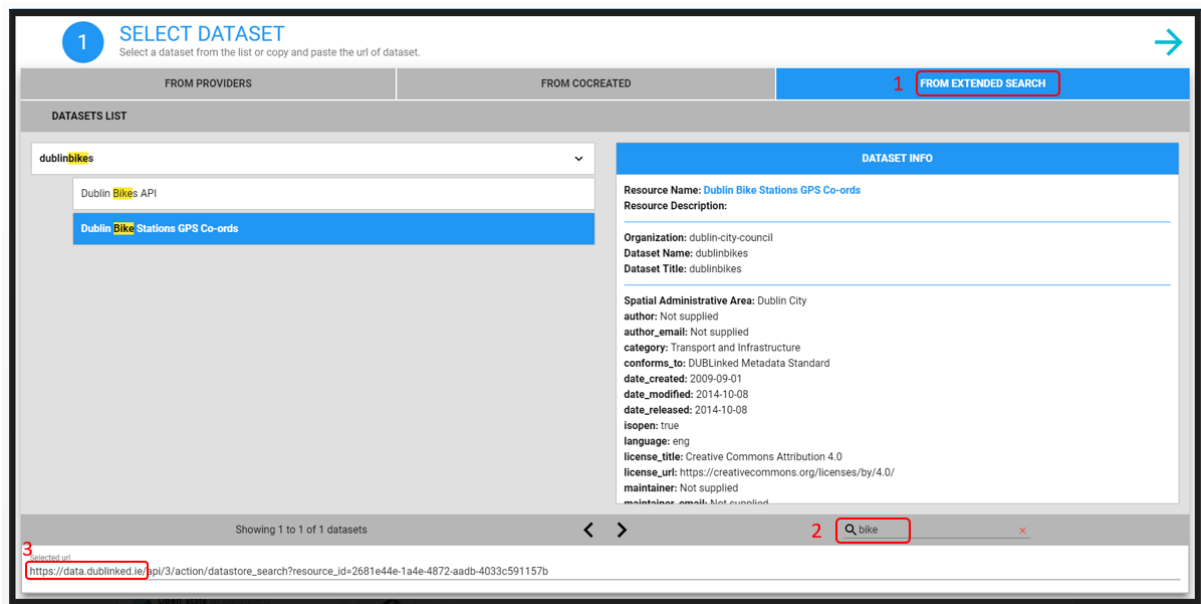 1
SELECT DATASET
Select a dataset from the list or copy and paste the url of dataset.
FROM PROVIDERS
FROM COCREATED
1
FROM EXTENDED SEARCH
DATASETS LIST
dublinbikes
Dublin Bikes API
Dublin Bike Stations GPS Co-ords
DATASET INFO
Resource Name: Dublin Bike Stations GPS Co-ords
Resource Description:
Organization: dublin-city-council
Dataset Name: dublinbikes
Dataset Title: dublinbikes
Spatial Administrative Area: Dublin City
author: Not supplied
author_email: Not supplied
category: Transport and Infrastructure
conforms_to: DUBLinked Metadata Standard
date_created: 2009-09-01
date_modified: 2014-10-08
date_released: 2014-10-08
isopen: true
language: eng
license_title: Creative Commons Attribution 4.0
license_url: https://creativecommons.org/licenses/by/4.0/
maintainer: Not supplied
maintainer_email: Not supplied
Showing 1 to 1 of 1 datasets
2
bike
3
Selected url
https://data.dublinked.ie/api/3/action/datastore_search?resource_id=2681e44e-1a4e-4872-aadb-4033c591157b